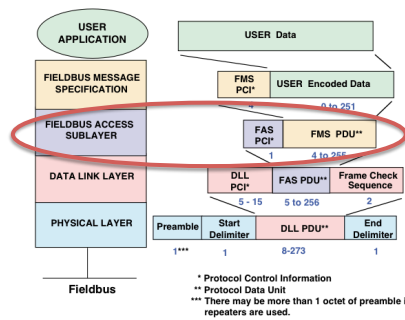 USER
APPLICATION
USER Data
FIELDBUS MESSAGE
SPECIFICATION
FMS
PCI*
USER Encoded Data
4
0 to 251
FIELDBUS ACCESS
SUBLAYER
FAS
PCI*
FMS PDU**
1
4 to 255
DATA LINK LAYER
DLL
PCI*
FAS PDU**
Frame Check
Sequence
5 - 15
5 to 256
2
PHYSICAL LAYER
Preamble
Start
Delimiter
DLL PDU**
End
Delimiter
1***
1
8-273
1
Fieldbus
* Protocol Control Information
** Protocol Data Unit
*** There may be more than 1 octet of preamble i
repeaters are used.